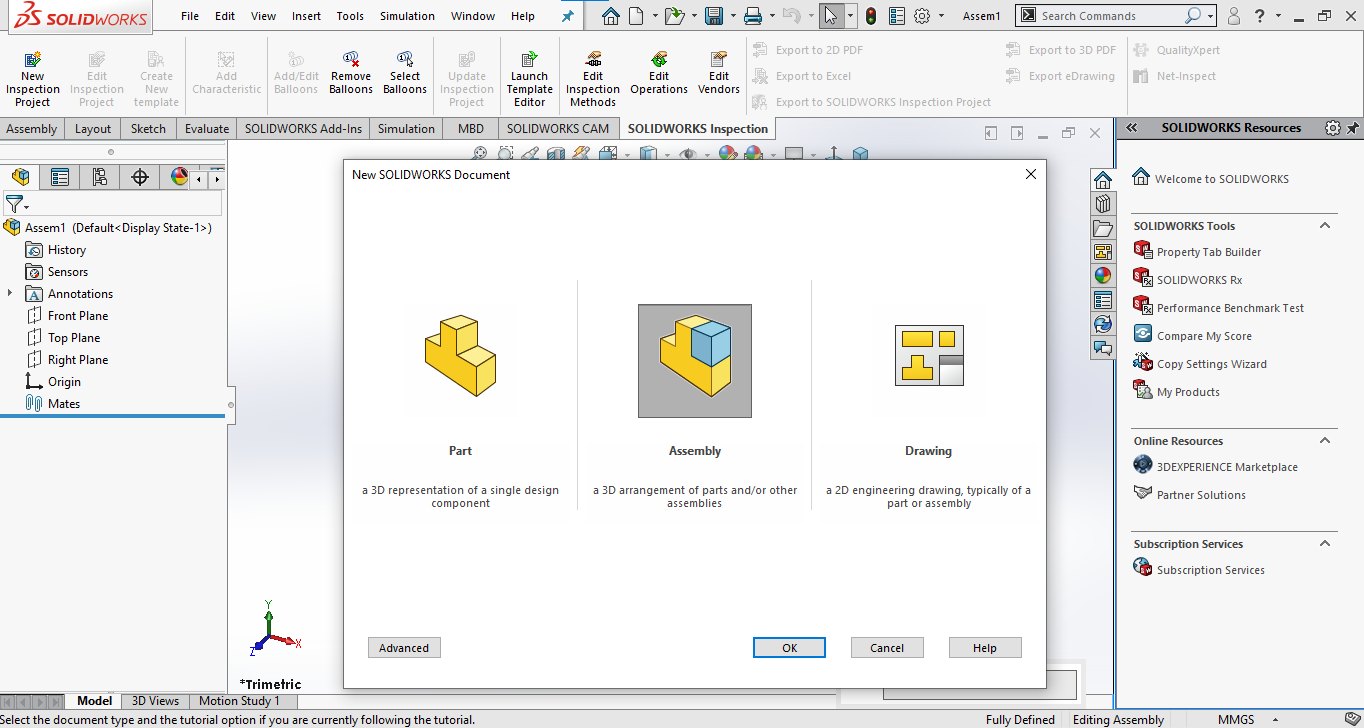 SOLIDWORKS
File Edit View Insert Tools Simulation Window Help
Assem1
Search Commands
New Inspection Project
Edit Inspection Project
Create New template
Add Characteristic
Add/Edit Balloons
Remove Balloons
Select Balloons
Update Inspection Project
Launch Template Editor
Edit Inspection Methods
Edit Operations
Edit Vendors
Export to 2D PDF
Export to Excel
Export to SOLIDWORKS Inspection Project
Export to 3D PDF
Export eDrawing
QualityXpert
Net-Inspect
Assembly Layout Sketch Evaluate SOLIDWORKS Add-Ins Simulation MBD SOLIDWORKS CAM SOLIDWORKS Inspection
Assem1 (Default<Display State-1>)
History
Sensors
Annotations
Front Plane
Top Plane
Right Plane
Origin
Mates
New SOLIDWORKS Document
Part
a 3D representation of a single design
component
Assembly
a 3D arrangement of parts and/or other
assemblies
Drawing
a 2D engineering drawing, typically of a
part or assembly
Advanced
OK
Cancel
Help
Y
X
Z
*Trimetric
SOLIDWORKS Resources
Welcome to SOLIDWORKS
SOLIDWORKS Tools
Property Tab Builder
SOLIDWORKS Rx
Performance Benchmark Test
Compare My Score
Copy Settings Wizard
My Products
Online Resources
3DEXPERIENCE Marketplace
Partner Solutions
Subscription Services
Subscription Services
Model 3D Views Motion Study 1
Select the document type and the tutorial option if you are currently following the tutorial.
Fully Defined
Editing Assembly
MMGS